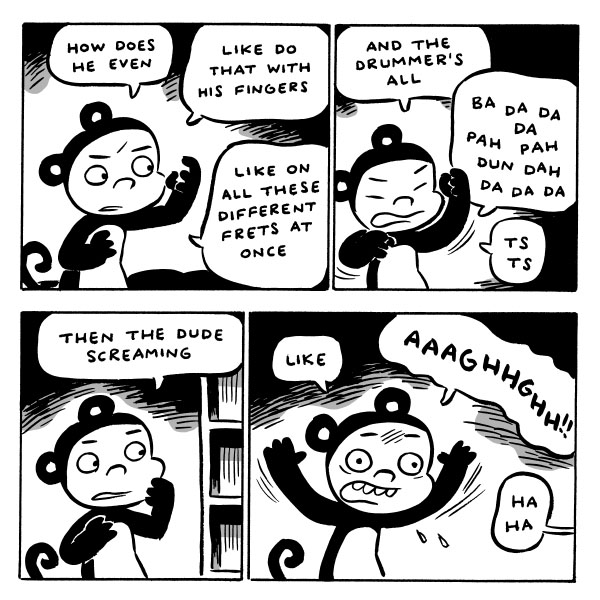 HOW DOES
HE EVEN
LIKE DO
THAT WITH
HIS FINGERS
LIKE ON
ALL THESE
DIFFERENT
FRETS AT
ONCE
AND THE
DRUMMER'S
ALL
BA DA DA
DA
PAH PAH
DUN DAH
DA DA DA
TS
TS
THEN THE DUDE
SCREAMING
LIKE
AAAGHHGHH!!
HA
HA